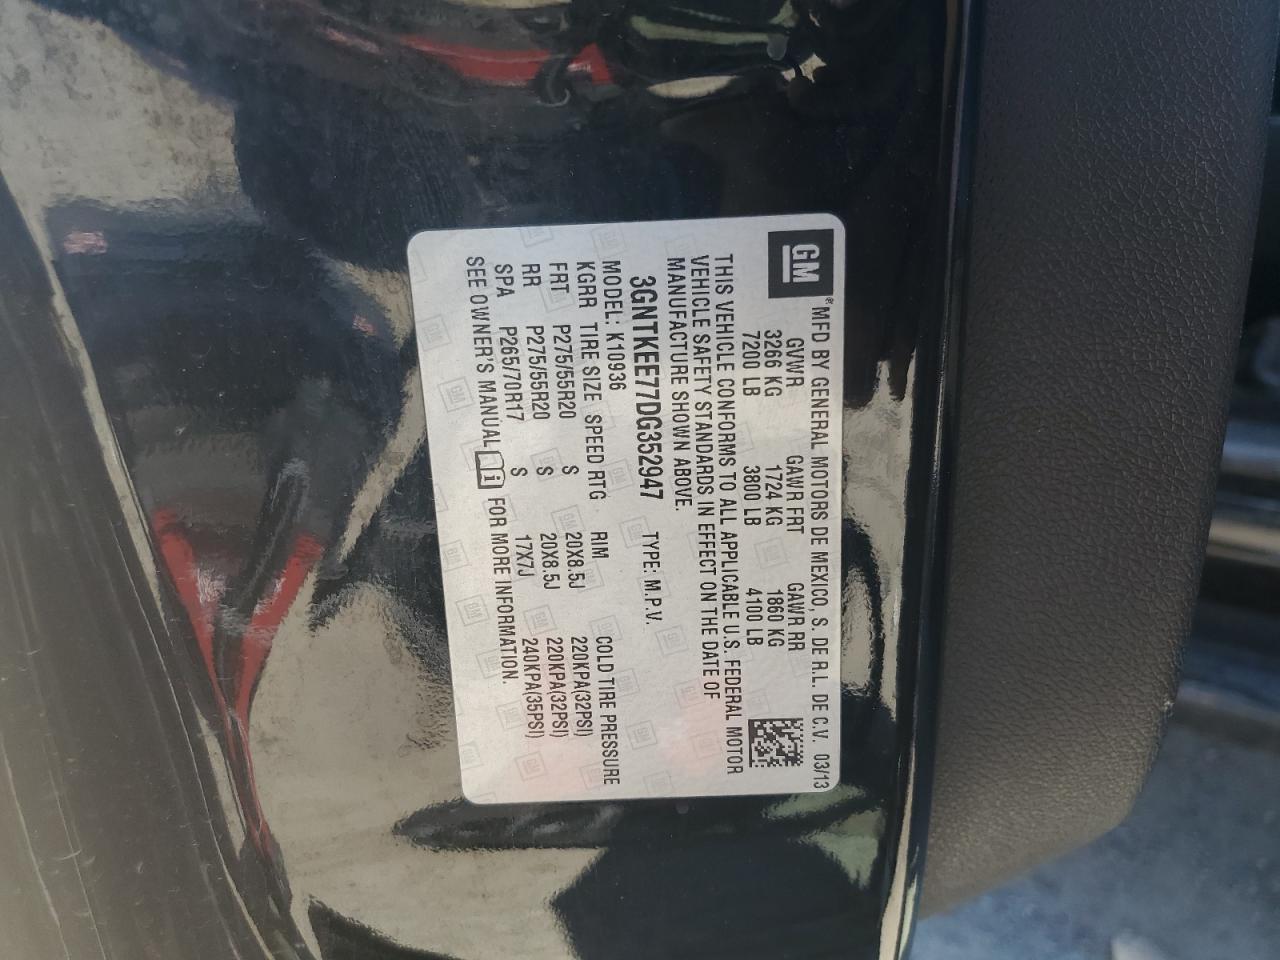 GM
® MFD BY GENERAL MOTORS DE MEXICO, S. DE R.L. DE C.V. 03/13
GVWR GAWR FRT GAWR RR
3266 KG 1724 KG 1860 KG
7200 LB 3800 LB 4100 LB
THIS VEHICLE CONFORMS TO ALL APPLICABLE U.S. FEDERAL MOTOR
VEHICLE SAFETY STANDARDS IN EFFECT ON THE DATE OF
MANUFACTURE SHOWN ABOVE.
3GNTKEE77DG352947 TYPE: M.P.V.
MODEL: K10936
KGRR TIRE SIZE SPEED RTG RIM COLD TIRE PRESSURE
FRT P275/55R20 S 20X8.5J 220KPA(32PSI)
RR P275/55R20 S 20X8.5J 220KPA(32PSI)
SPA P265/70R17 S 17X7J 240KPA(35PSI)
SEE OWNER'S MANUAL i FOR MORE INFORMATION.